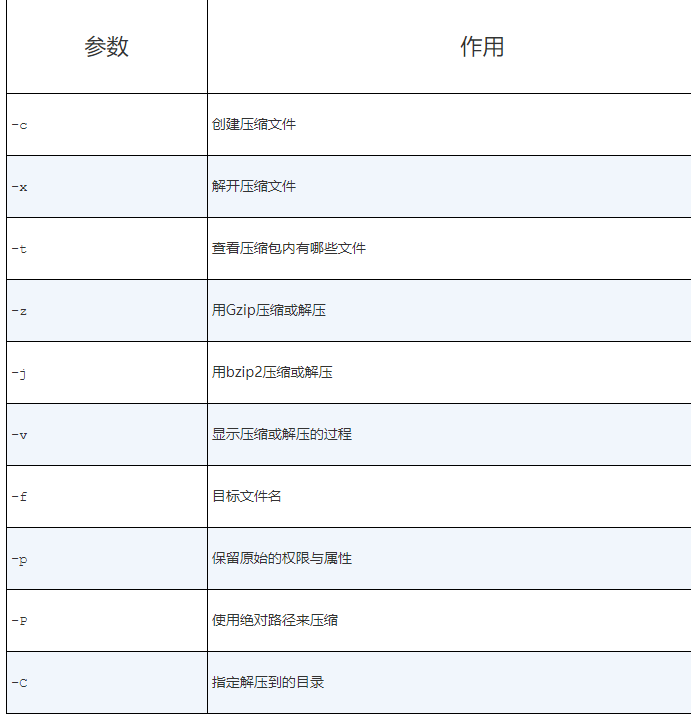 参数 作用
-c 创建压缩文件
-x 解开压缩文件
-t 查看压缩包内有哪些文件
-z 用Gzip压缩或解压
-j 用bzip2压缩或解压
-v 显示压缩或解压的过程
-f 目标文件名
-p 保留原始的权限与属性
-P 使用绝对路径来压缩
-C 指定解压到的目录